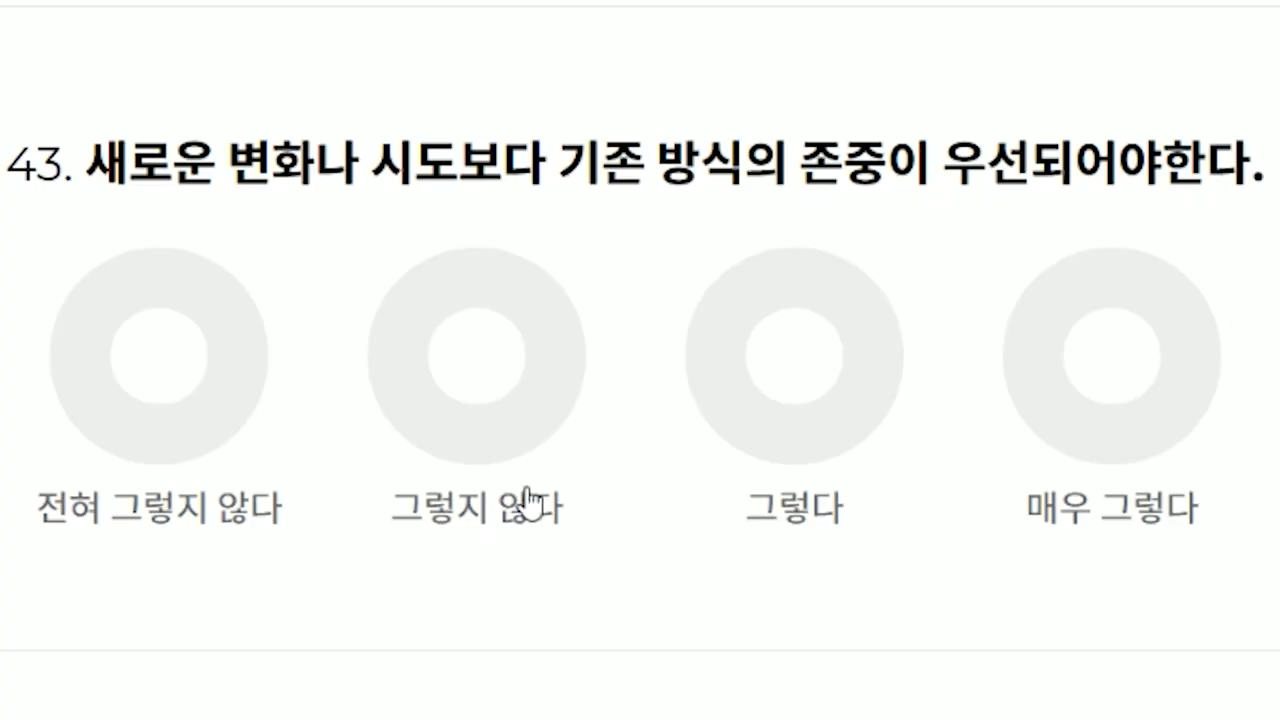 43. 새로운 변화나 시도보다 기존 방식의 존중이 우선되어야한다.
전혀 그렇지 않다
그렇지 않다
그렇다
매우 그렇다